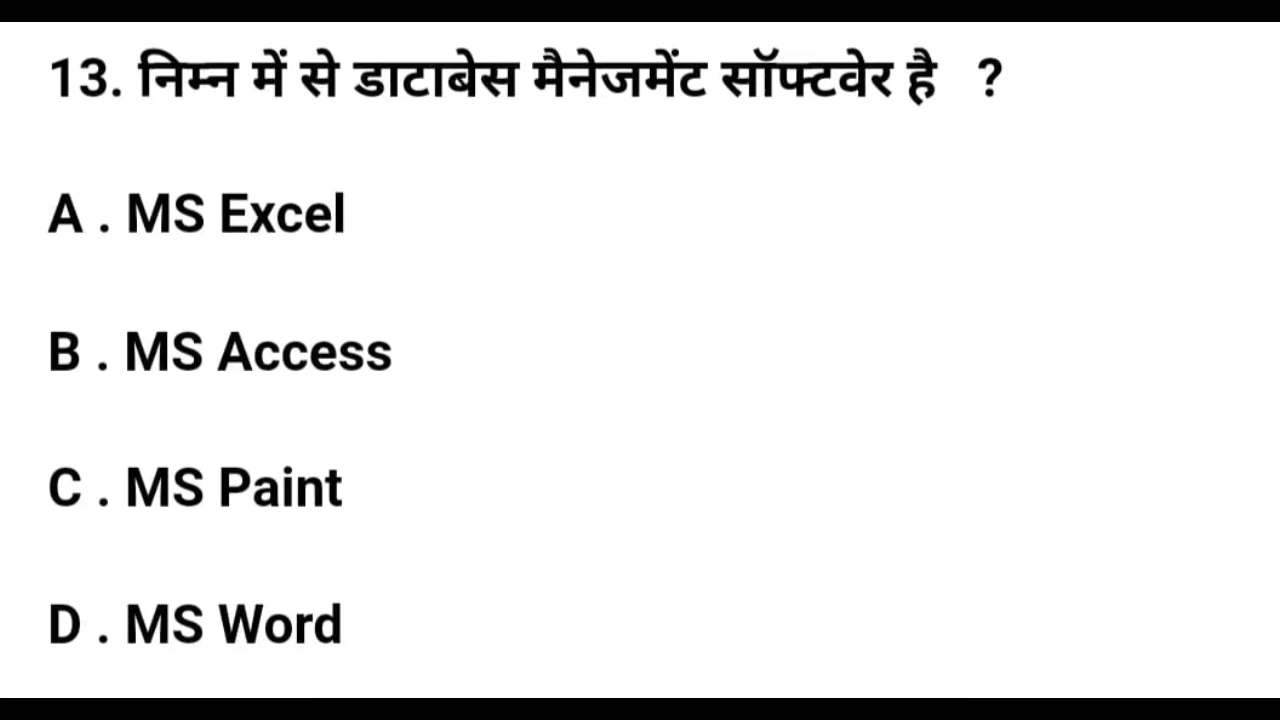 13. निम्न में से डाटाबेस मैनेजमेंट सॉफ्टवेर है ?
A . MS Excel
B . MS Access
C . MS Paint
D . MS Word